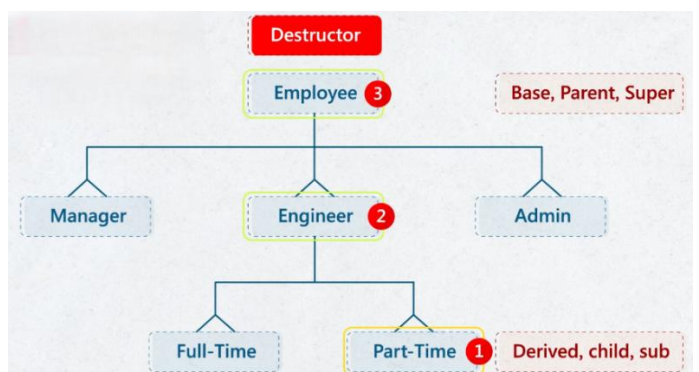 Destructor
Employee 3
Base, Parent, Super
Manager
Engineer 2
Admin
Full-Time
Part-Time 1
Derived, child, sub